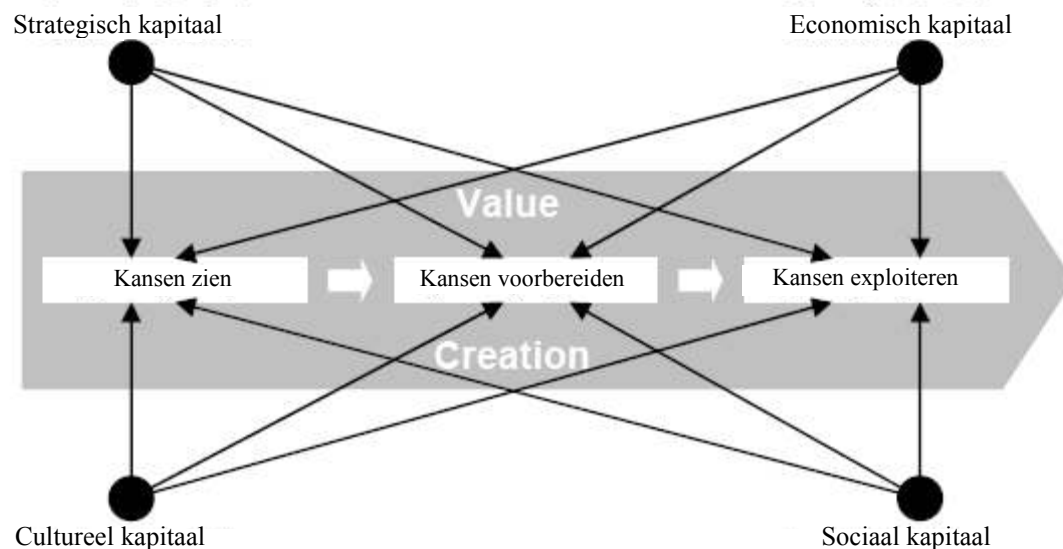 Strategisch kapitaal
Economisch kapitaal
Value
Kansen zien
Kansen voorbereiden
Kansen exploiteren
Creation
Cultureel kapitaal
Sociaal kapitaal